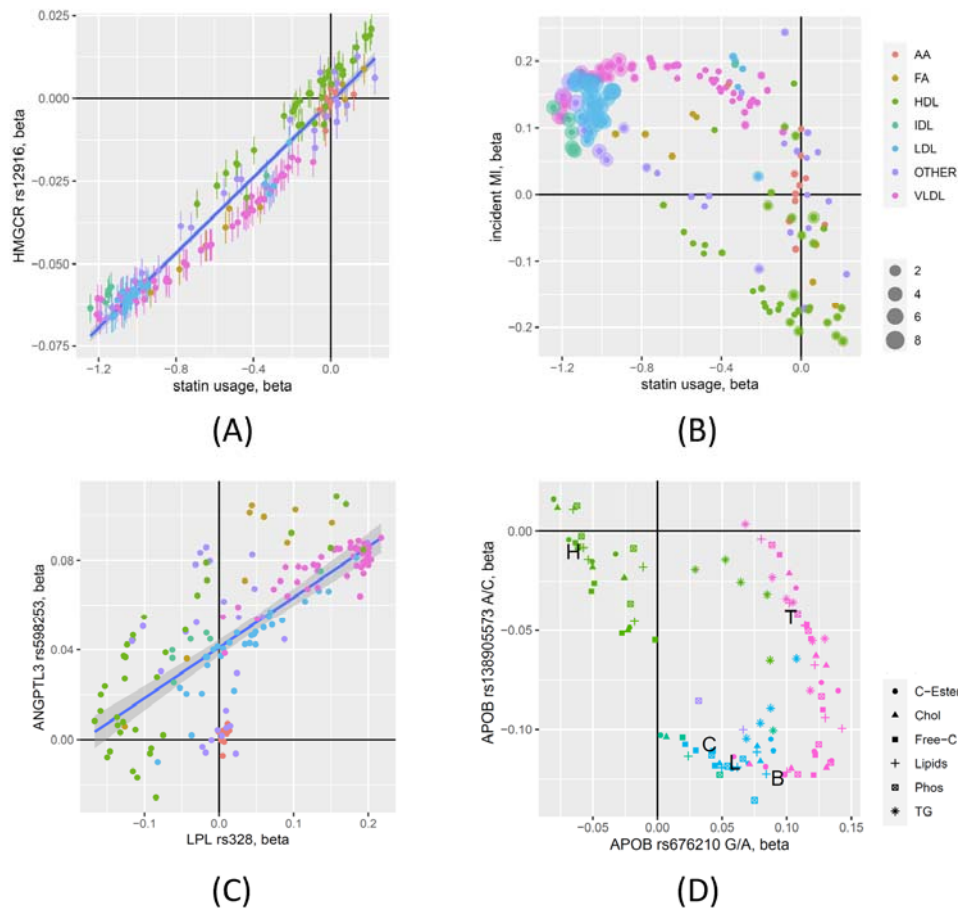 0.025
0.000
−0.025
−0.050
−0.075
HMGCR rs12916, beta
−1.2 −0.8 −0.4 0.0
statin usage, beta
(A)
0.2
0.1
0.0
−0.1
−0.2
incident MI, beta
−1.2 −0.8 −0.4 0.0
statin usage, beta
(B)
AA
FA
HDL
IDL
LDL
OTHER
VLDL
2
4
6
8
0.08
0.04
0.00
ANGPTL3 rs598253, beta
−0.1 0.0 0.1 0.2
LPL rs328, beta
(C)
0.00
−0.05
−0.10
APOB rs138905573 A/C, beta
H
T
C
L
B
−0.05 0.00 0.05 0.10 0.15
APOB rs676210 G/A, beta
(D)
C−Ester
Chol
Free−C
Lipids
Phos
TG